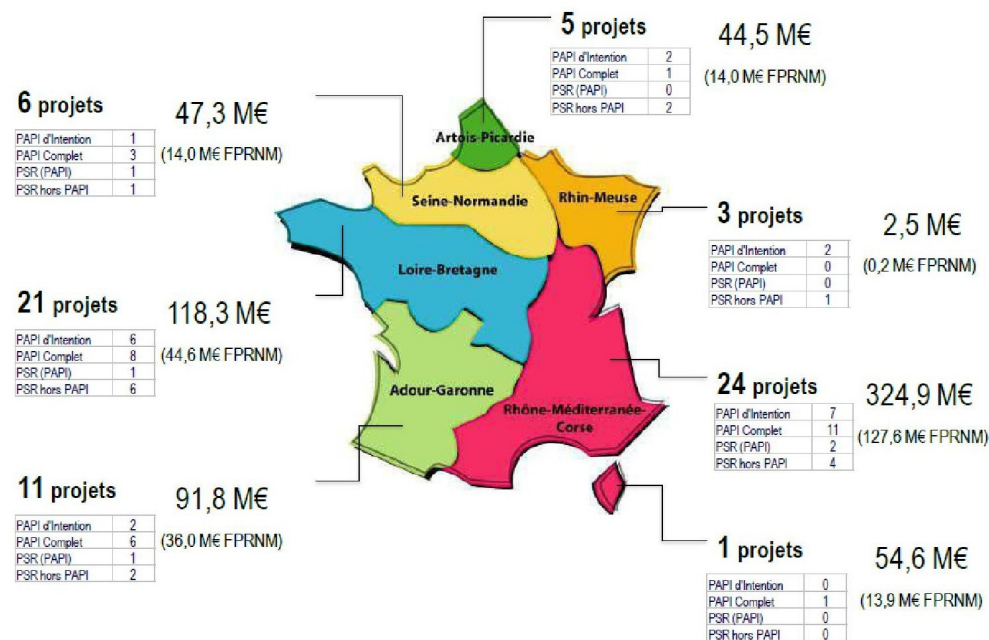 5 projets
44,5 M€
PAPI d'Intention 2
PAPI Complet 1
PSR (PAPI) 0
PSR hors PAPI 2
(14,0 M€ FPRNM)
6 projets
47,3 M€
PAPI d'Intention 1
PAPI Complet 3
PSR (PAPI) 1
PSR hors PAPI 1
(14,0 M€ FPRNM)
Artois-Picardie
Seine-Normandie
Rhin-Meuse
3 projets
2,5 M€
PAPI d'Intention 2
PAPI Complet 0
PSR (PAPI) 0
PSR hors PAPI 1
(0,2 M€ FPRNM)
Loire-Bretagne
21 projets
118,3 M€
PAPI d'Intention 6
PAPI Complet 8
PSR (PAPI) 1
PSR hors PAPI 6
(44,6 M€ FPRNM)
Adour-Garonne
Rhône-Méditerranée-
Corse
24 projets
324,9 M€
PAPI d'Intention 7
PAPI Complet 11
PSR (PAPI) 2
PSR hors PAPI 4
(127,6 M€ FPRNM)
11 projets
91,8 M€
PAPI d'Intention 2
PAPI Complet 6
PSR (PAPI) 1
PSR hors PAPI 2
(36,0 M€ FPRNM)
1 projets
54,6 M€
PAPI d'Intention 0
PAPI Complet 1
PSR (PAPI) 0
PSR hors PAPI 0
(13,9 M€ FPRNM)